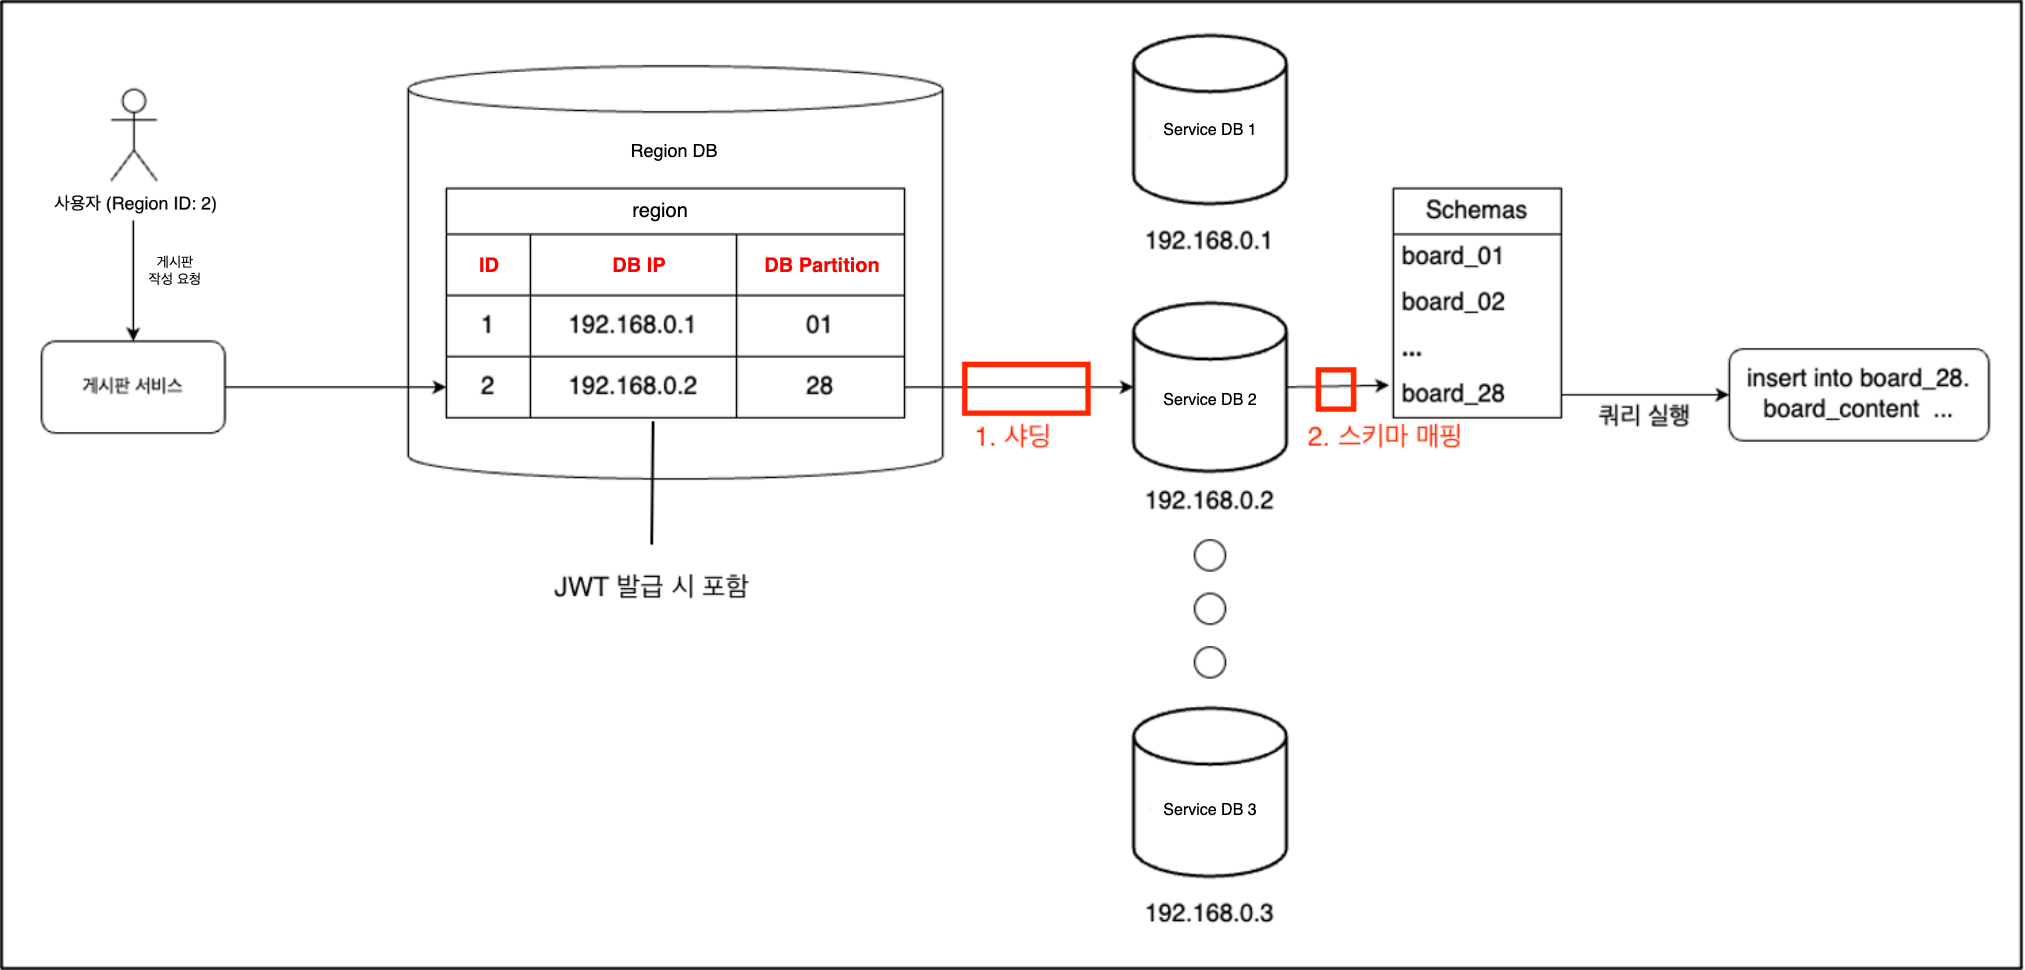 사용자 (Region ID: 2)
게시판
작성 요청
게시판 서비스
Region DB
region
ID DB IP DB Partition
1 192.168.0.1 01
2 192.168.0.2 28
JWT 발급 시 포함
1. 샤딩
Service DB 1
192.168.0.1
Service DB 2
192.168.0.2
Service DB 3
192.168.0.3
2. 스키마 매핑
Schemas
board_01
board_02
...
board_28
쿼리 실행
insert into board_28.
board_content ...